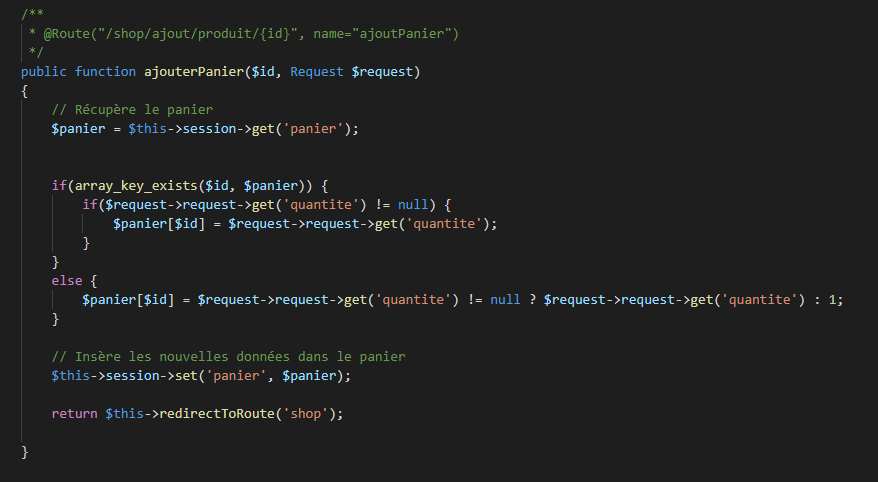 /**
 * @Route("/shop/ajout/produit/{id}", name="ajoutPanier")
 */
public function ajouterPanier($id, Request $request)
{
    // Récupère le panier
    $panier = $this->session->get('panier');
    if(array_key_exists($id, $panier)) {
        if($request->request->get('quantite') != null) {
            $panier[$id] = $request->request->get('quantite');
        }
    }
    else {
        $panier[$id] = $request->request->get('quantite') != null ? $request->request->get('quantite') : 1;
    }
    // Insère les nouvelles données dans le panier
    $this->session->set('panier', $panier);
    return $this->redirectToRoute('shop');
}